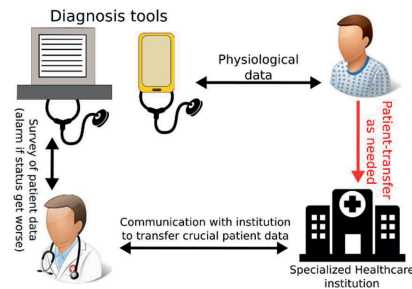 Diagnosis tools
Physiological
data
Patient-transfer
as needed
Survey of patient data
(alarm if status get
worse)
Communication with institution
to transfer crucial patient data
Specialized Healthcare
institution